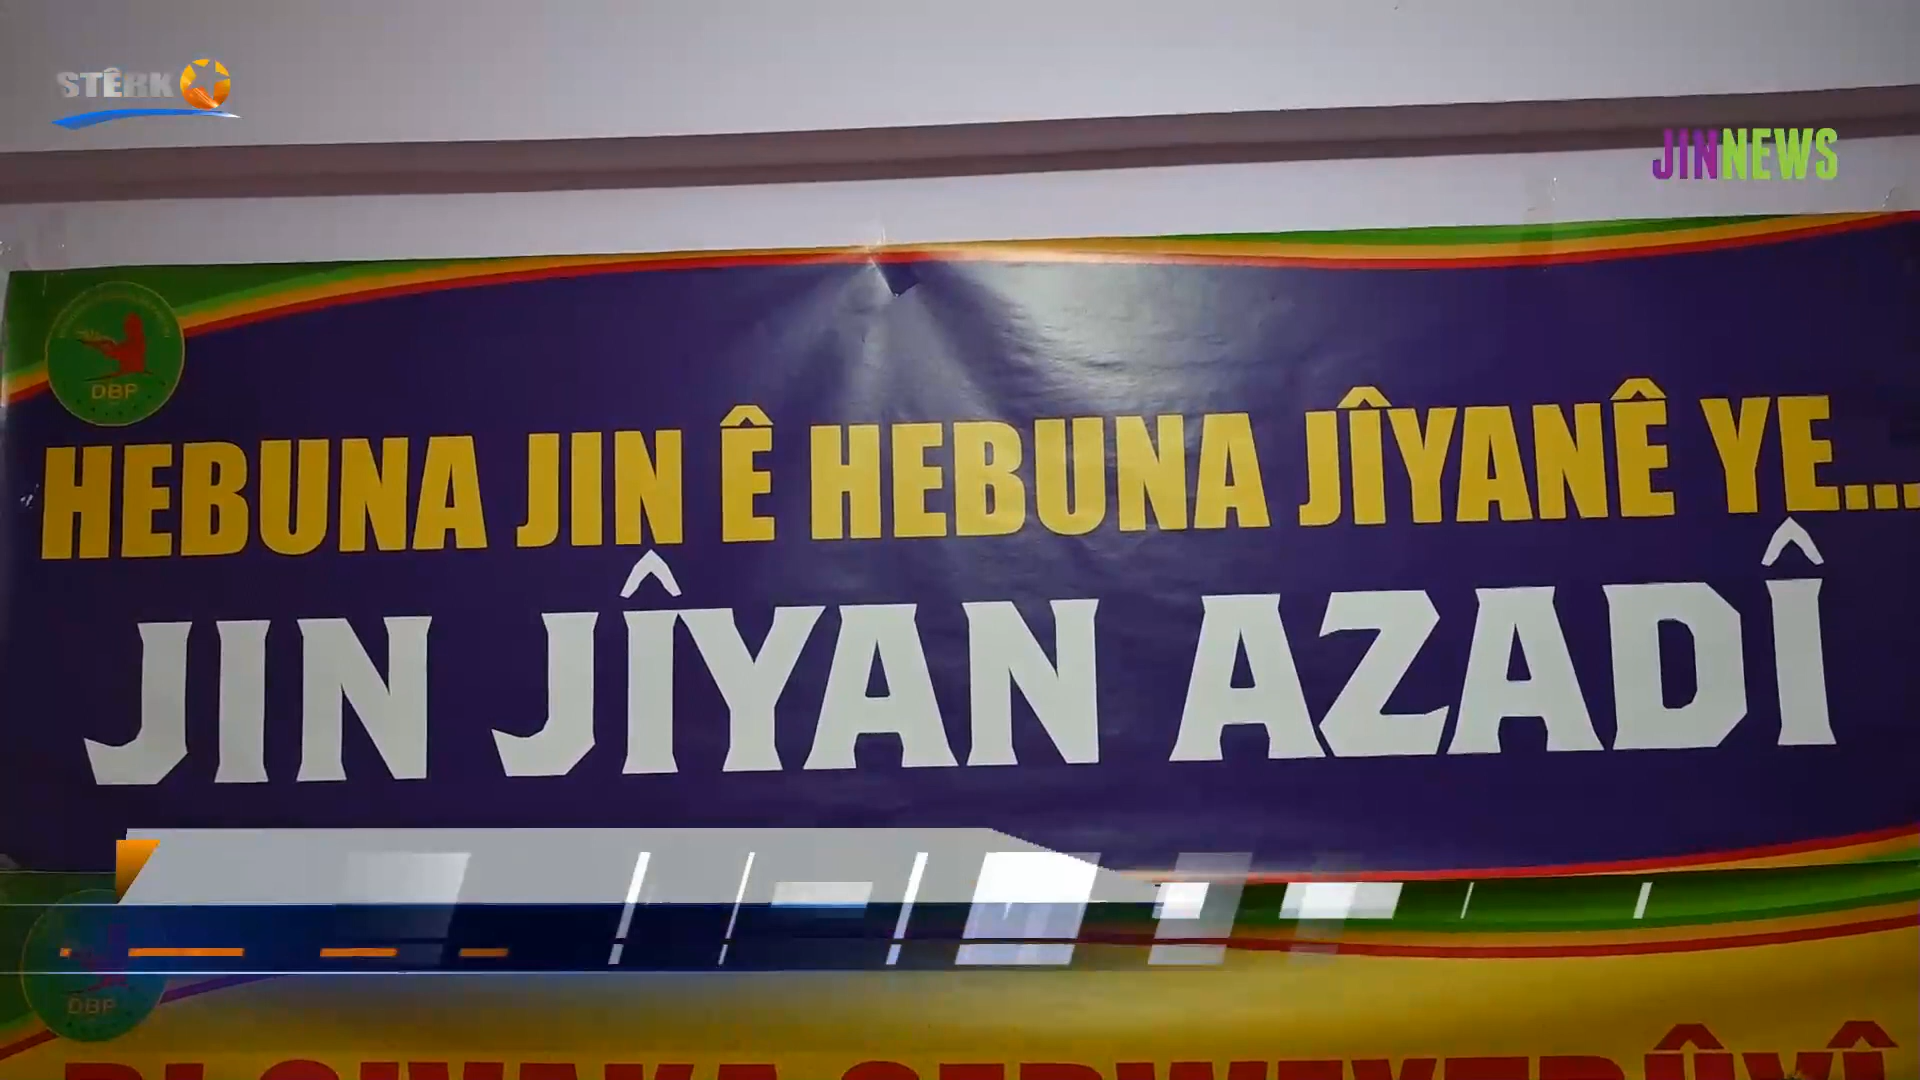 STÊRK
JINNEWS
DBP
HEBUNA JIN Ê HEBUNA JÎYANÊ YE...
JIN JÎYAN AZADÎ
DBP